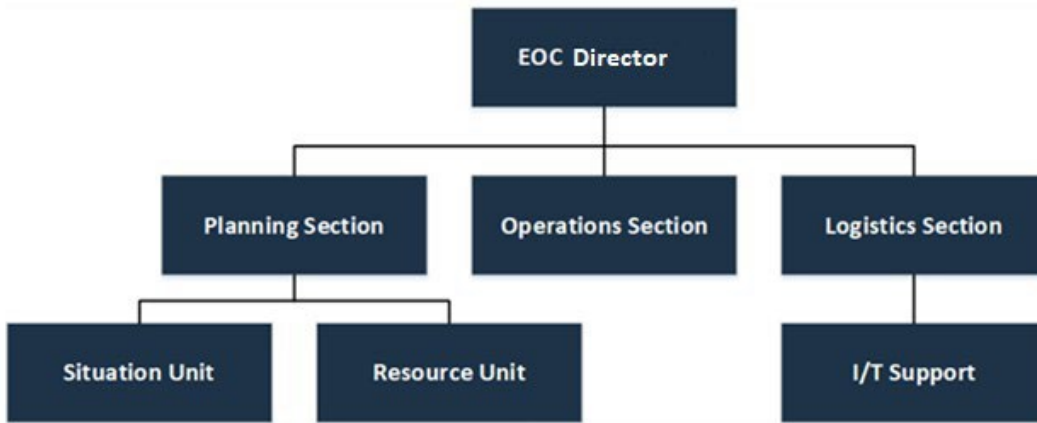 EOC Director
Planning Section
Operations Section
Logistics Section
Situation Unit
Resource Unit
I/T Support